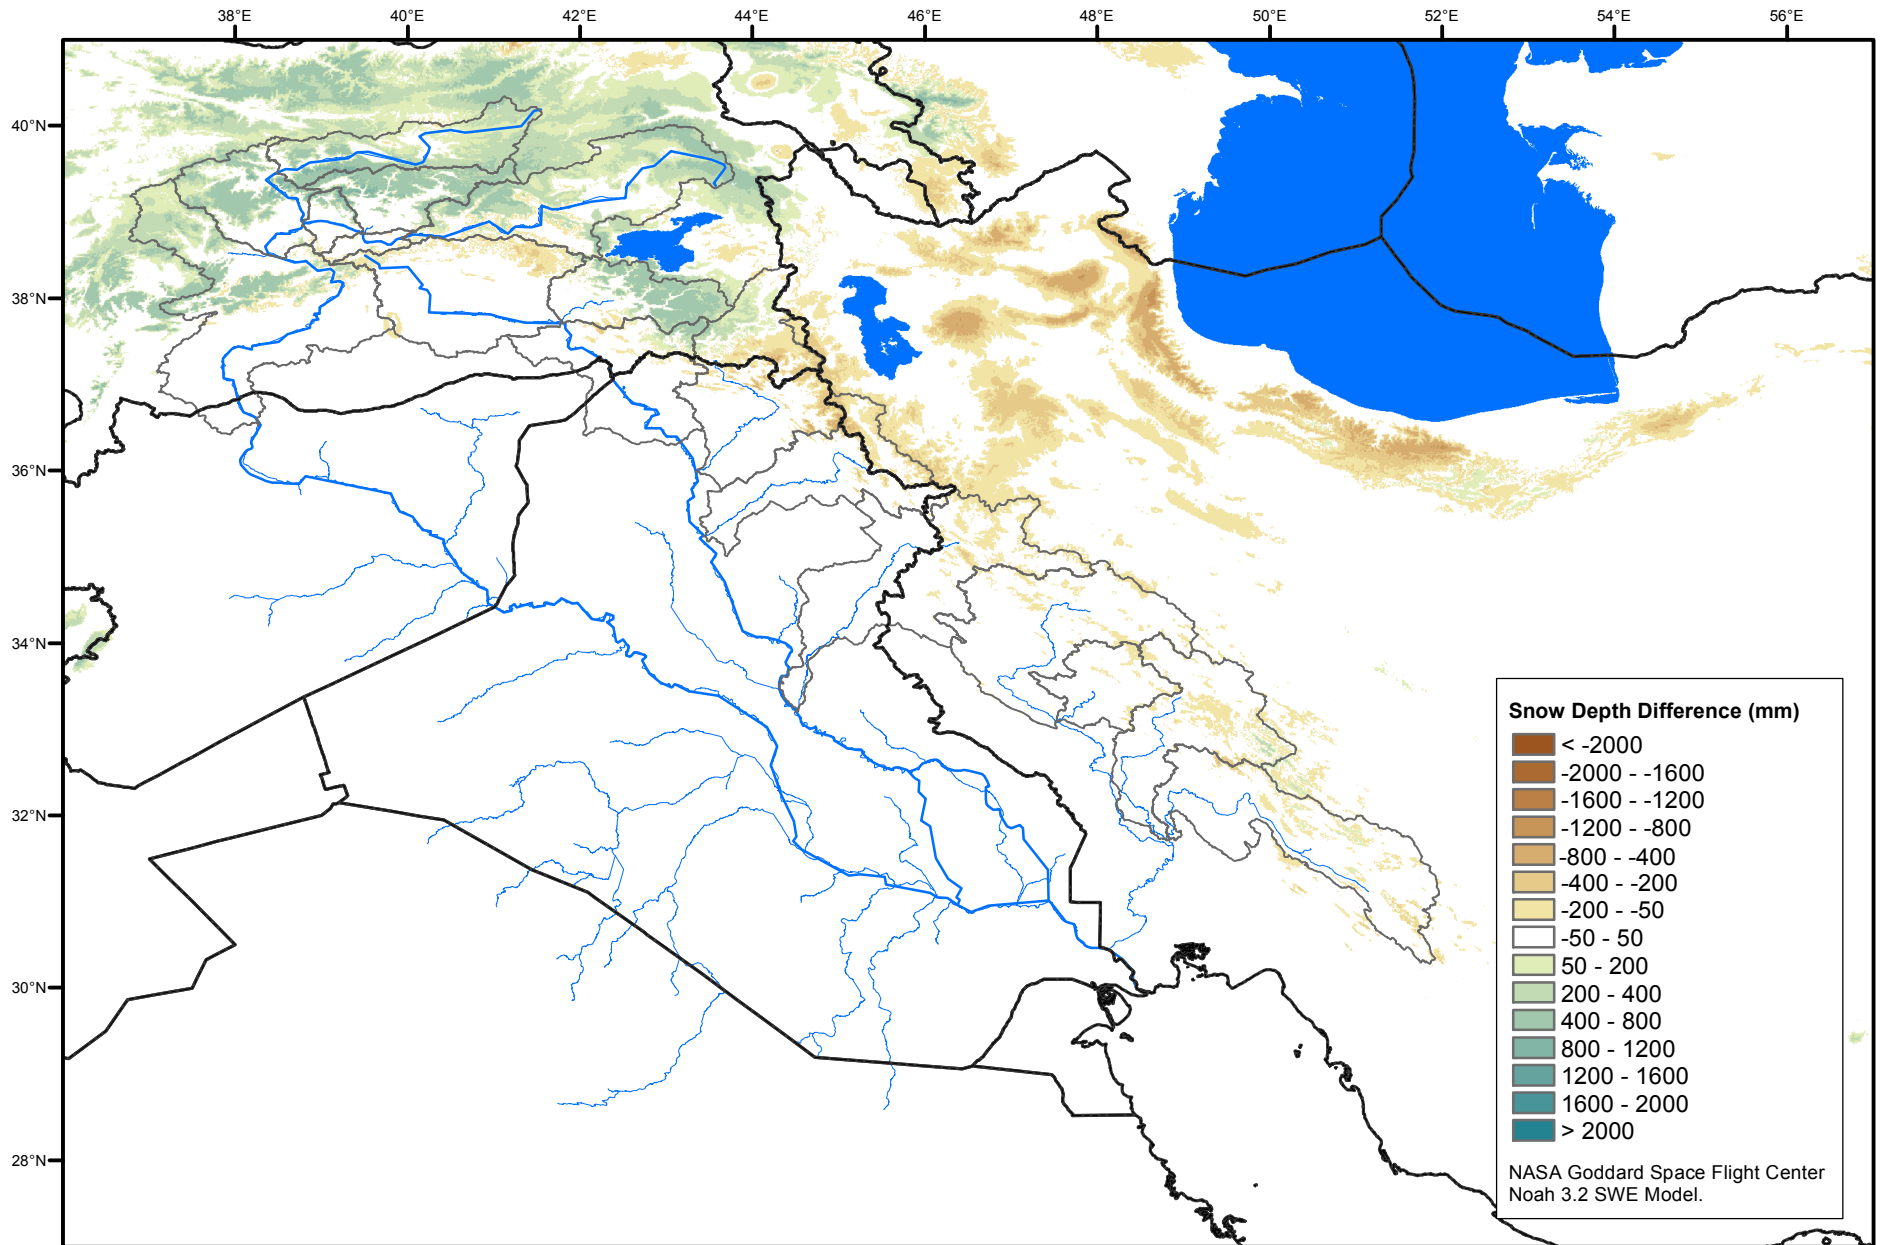 38°E 40°E 42°E 44°E 46°E 48°E 50°E 52°E 54°E 56°E
40°N
38°N
36°N
34°N
32°N
30°N
28°N
Snow Depth Difference (mm)
< -2000
-2000 - -1600
-1600 - -1200
-1200 - -800
-800 - -400
-400 - -200
-200 - -50
-50 - 50
50 - 200
200 - 400
400 - 800
800 - 1200
1200 - 1600
1600 - 2000
> 2000
NASA Goddard Space Flight Center
Noah 3.2 SWE Model.